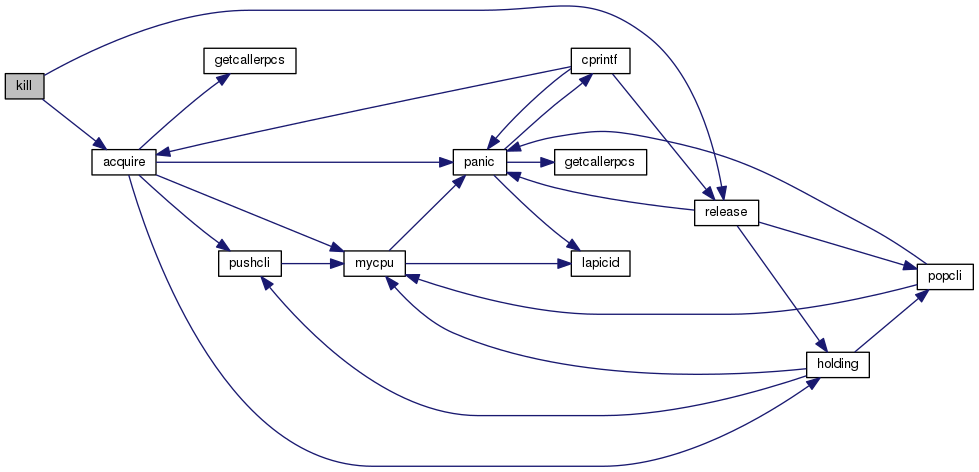 kill
getcallerpcs
cprintf
acquire
panic
getcallerpcs
release
pushcli
mycpu
lapicid
popcli
holding